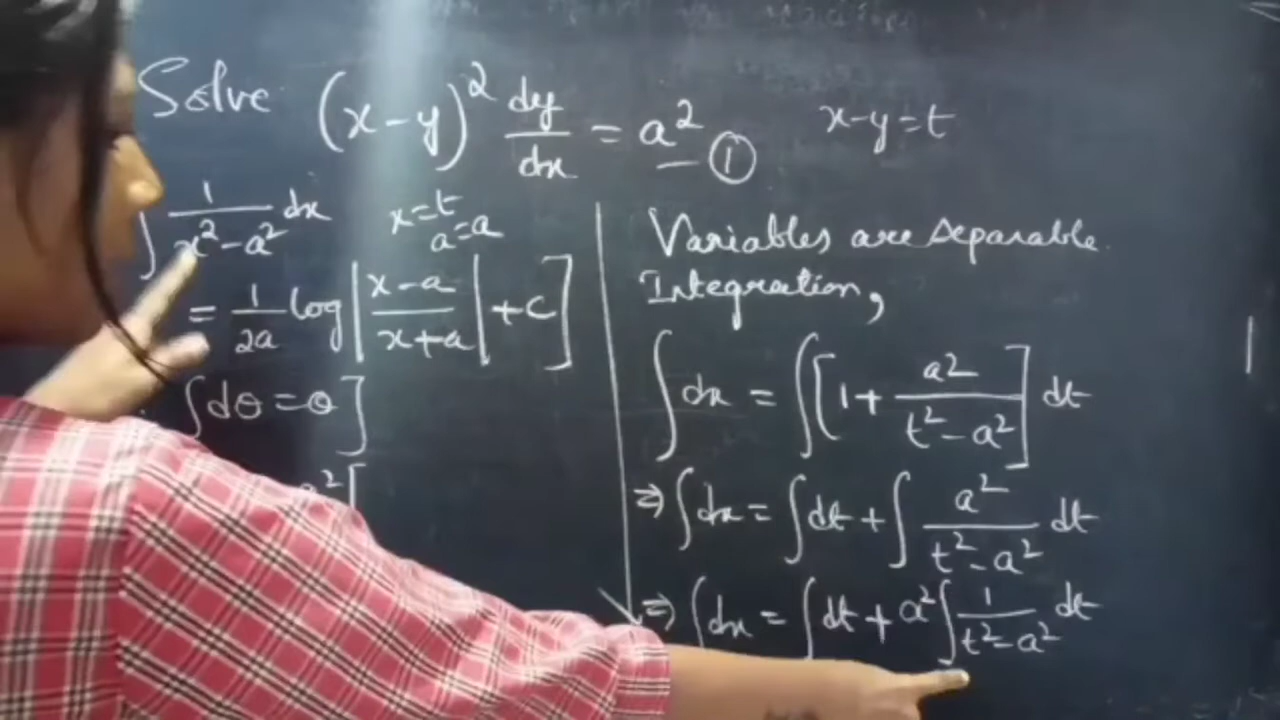 Solve (x-y)² dy/dx = a² — ① x-y=t
∫ 1/(x²-a²) dx x=t
a=a
= 1/2a log |(x-a)/(x+a)| + c]
∫dθ = θ]
a²[
Variables are separable.
Integration,
∫dx = ∫[1 + a²/(t²-a²)] dt
⇒ ∫dx = ∫dt + ∫ a²/(t²-a²) dt
⇒ ∫dx = ∫dt + a² ∫ 1/(t²-a²) dt